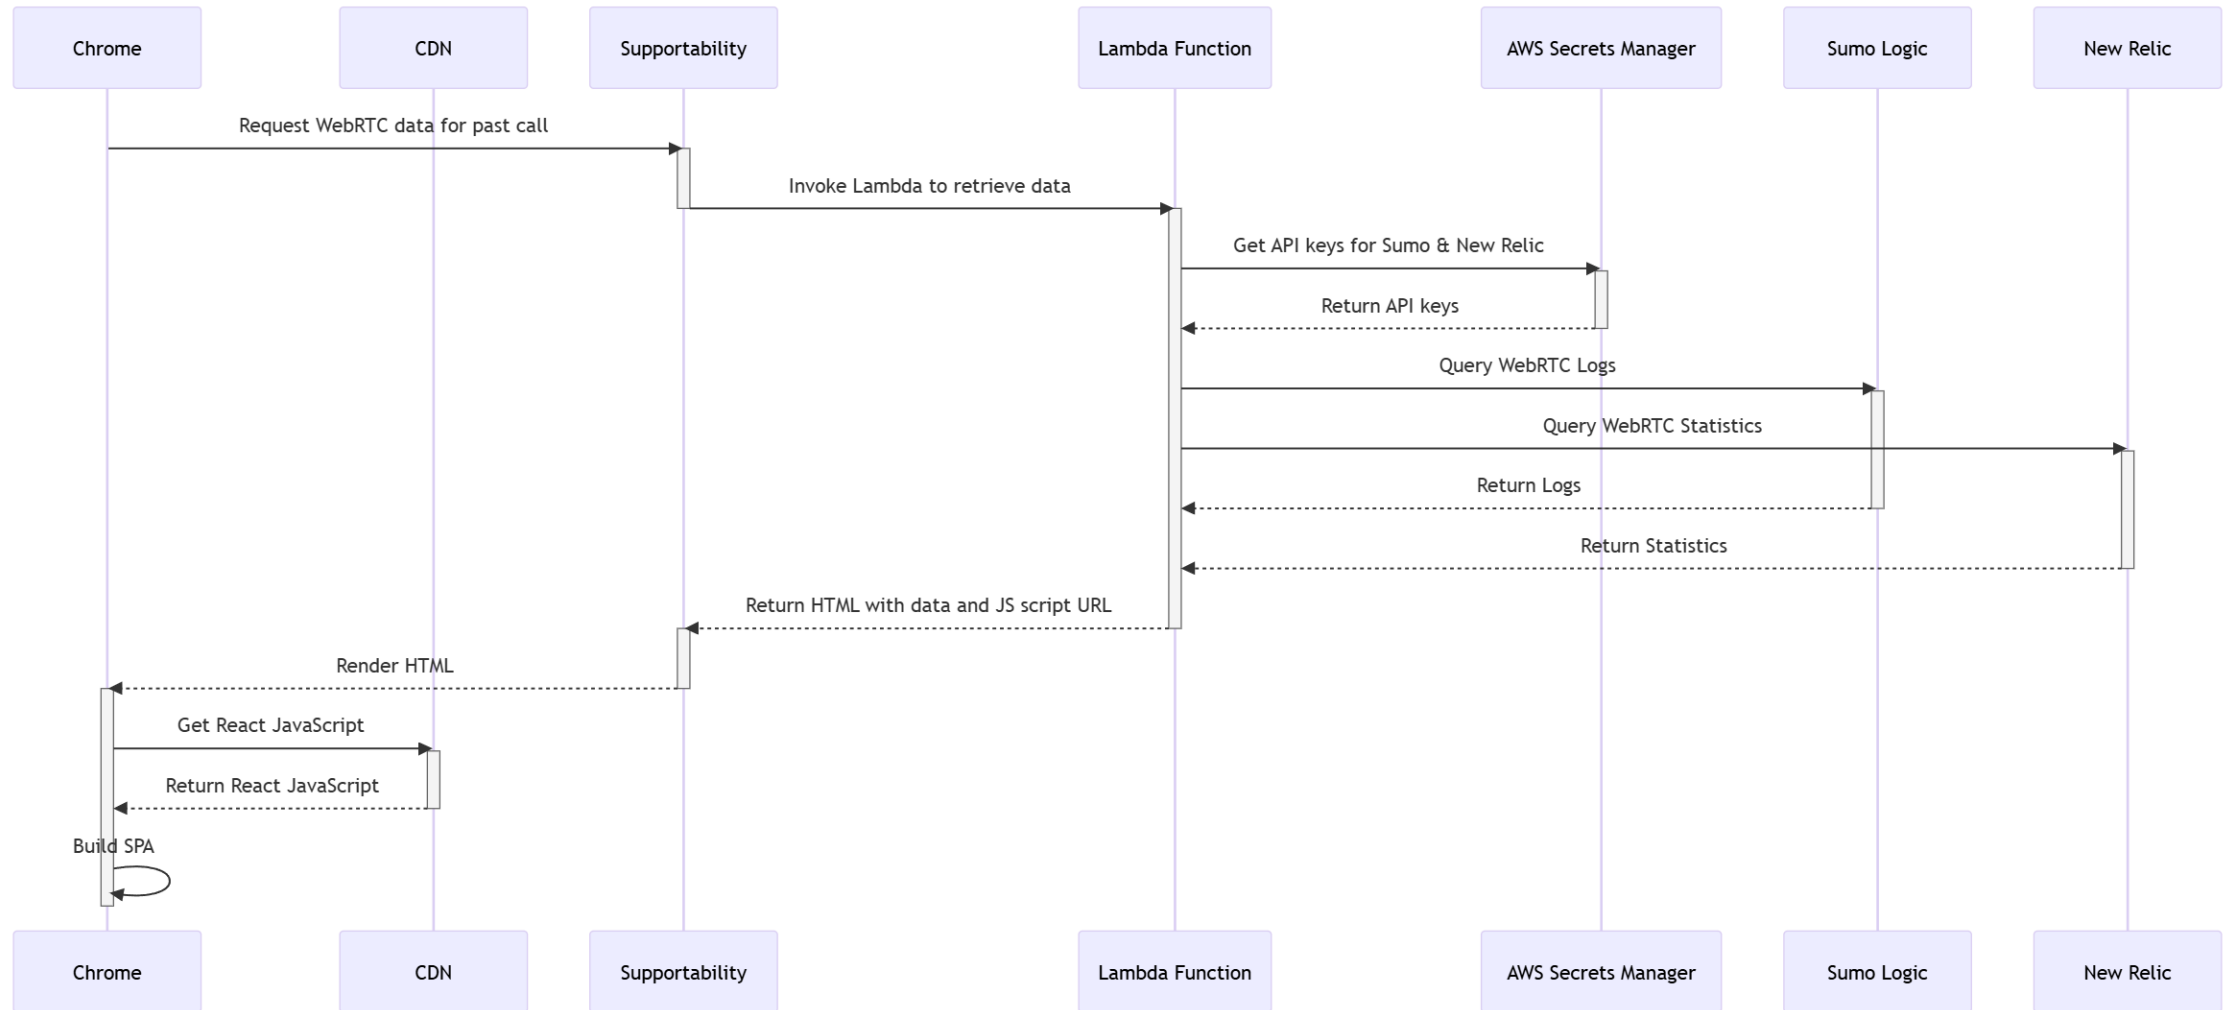 Chrome
CDN
Supportability
Lambda Function
AWS Secrets Manager
Sumo Logic
New Relic
Request WebRTC data for past call
Invoke Lambda to retrieve data
Get API keys for Sumo & New Relic
Return API keys
Query WebRTC Logs
Query WebRTC Statistics
Return Logs
Return Statistics
Return HTML with data and JS script URL
Render HTML
Get React JavaScript
Return React JavaScript
Build SPA
Chrome
CDN
Supportability
Lambda Function
AWS Secrets Manager
Sumo Logic
New Relic